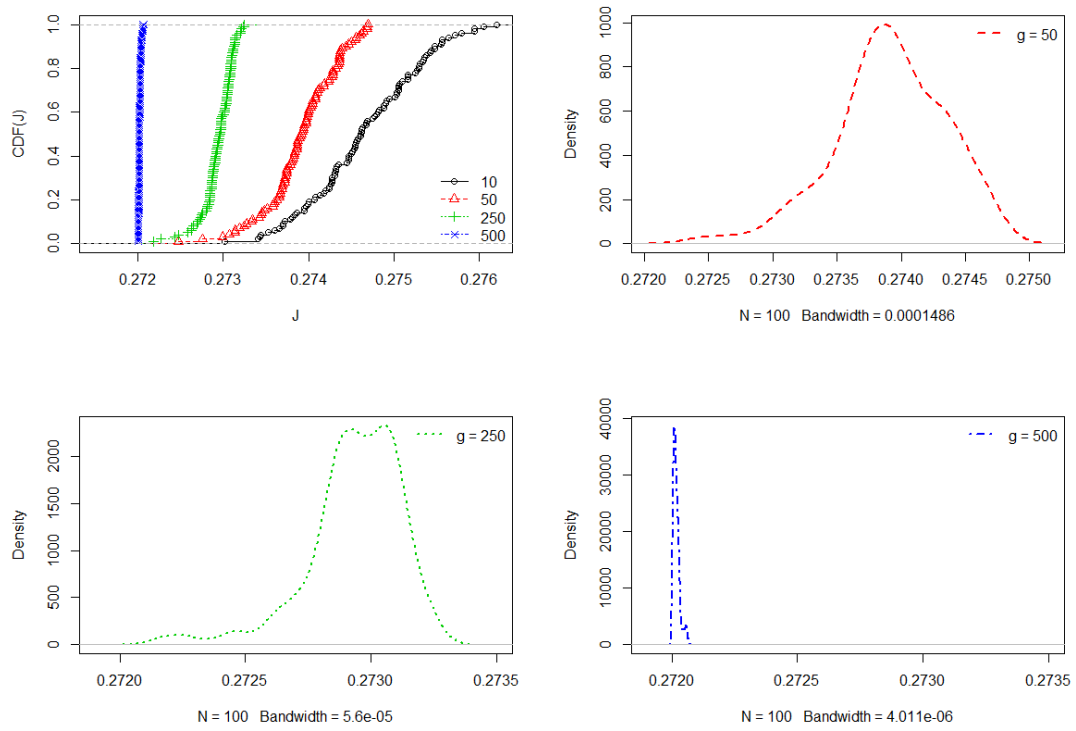 CDF(J)
0.0 0.2 0.4 0.6 0.8 1.0
10
50
250
500
0.272 0.273 0.274 0.275 0.276
J
Density
0 200 400 600 800 1000
g = 50
0.2720 0.2725 0.2730 0.2735 0.2740 0.2745 0.2750
N = 100 Bandwidth = 0.0001486
Density
0 500 1000 1500 2000
g = 250
0.2720 0.2725 0.2730 0.2735
N = 100 Bandwidth = 5.6e-05
Density
0 10000 20000 30000 40000
g = 500
0.2720 0.2725 0.2730 0.2735
N = 100 Bandwidth = 4.011e-06